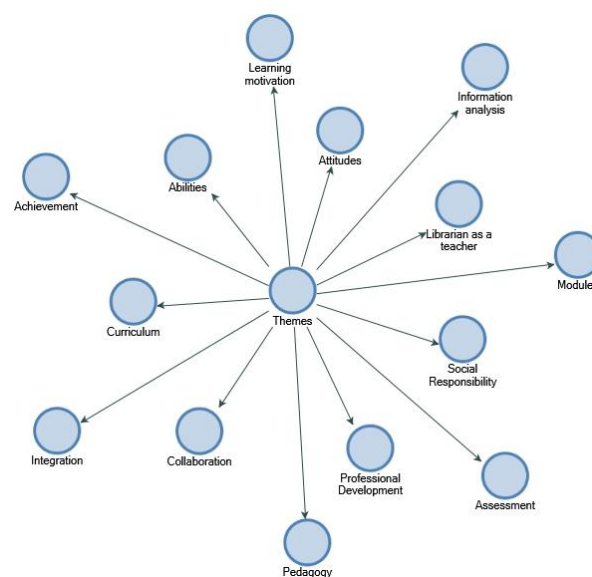 Learning
motivation
Information
analysis
Attitudes
Abilities
Achievement
Librarian as a
teacher
Module
Themes
Curriculum
Social
Responsibility
Integration
Collaboration
Professional
Development
Assessment
Pedagogy